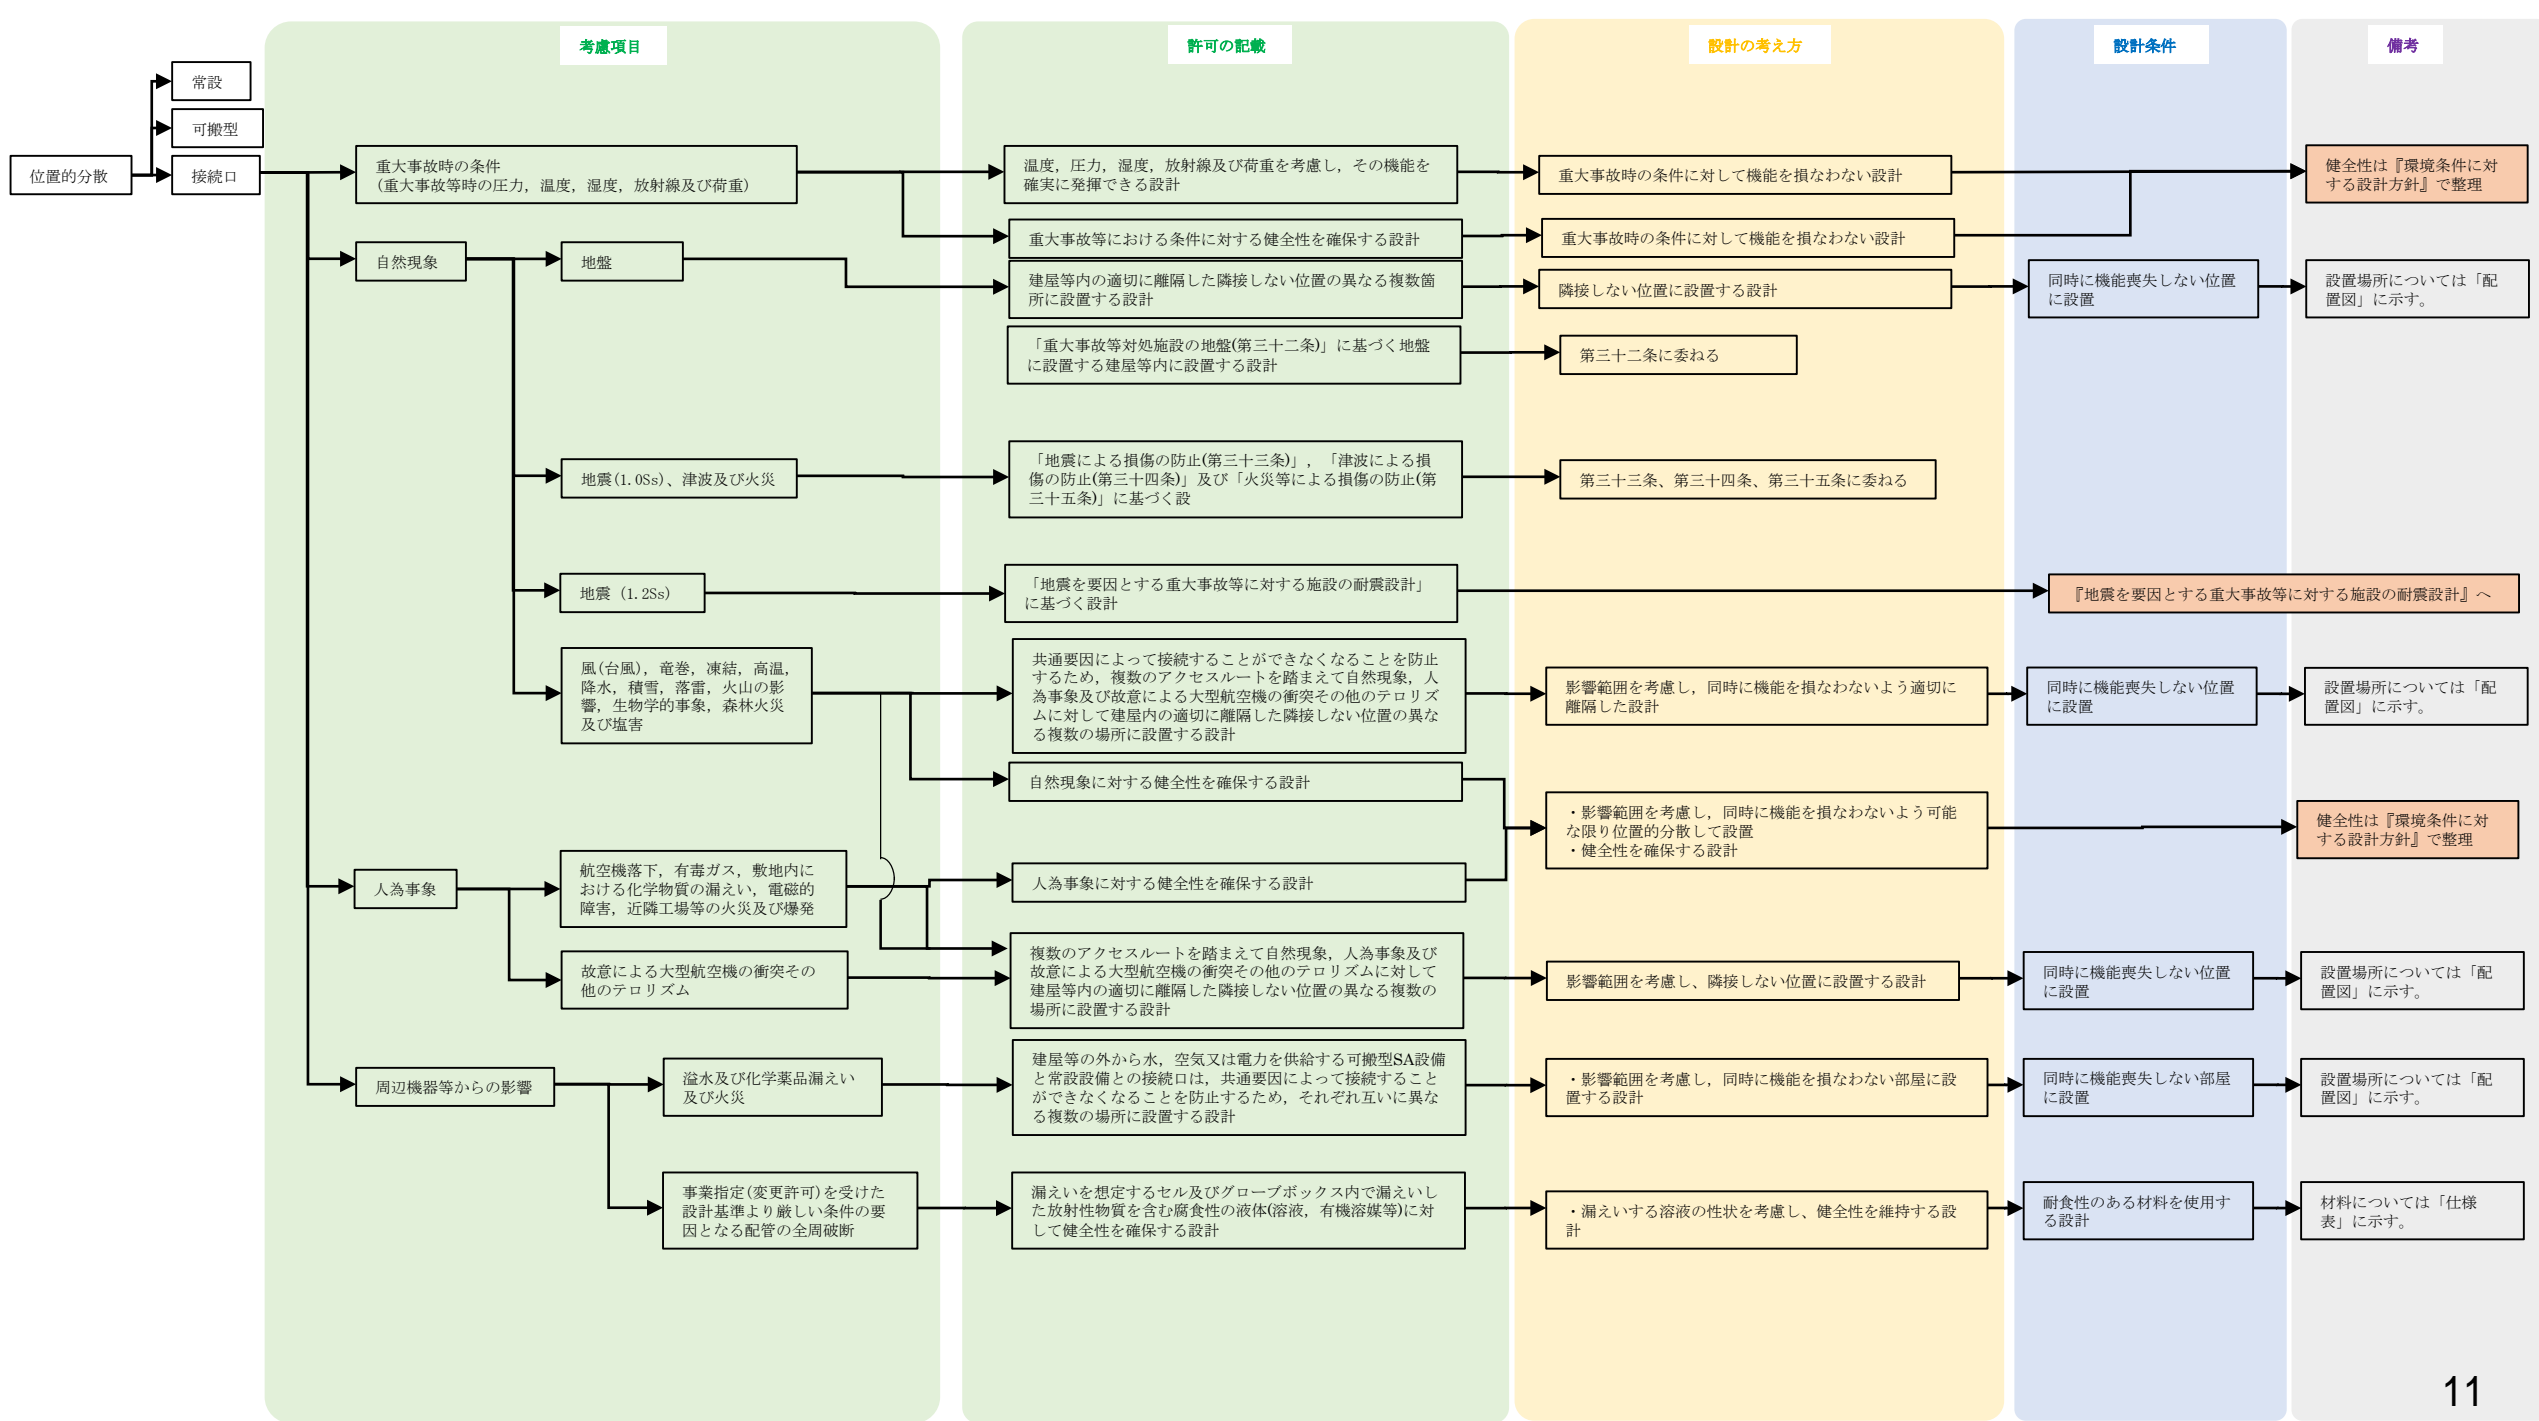 考慮項目
許可の記載
設計の考え方
設計条件
備考
位置的分散
常設
可搬型
接続口
重大事故時の条件
(重大事故等時の圧力，温度，湿度，放射線及び荷重)
温度，圧力，湿度，放射線及び荷重を考慮し，その機能を
確実に発揮できる設計
重大事故時の条件に対して機能を損なわない設計
健全性は『環境条件に対
する設計方針』で整理
重大事故等における条件に対する健全性を確保する設計
重大事故時の条件に対して機能を損なわない設計
自然現象
地盤
建屋等内の適切に離隔した隣接しない位置の異なる複数箇
所に設置する設計
隣接しない位置に設置する設計
同時に機能喪失しない位置
に設置
設置場所については「配
置図」に示す。
「重大事故等対処施設の地盤(第三十二条)」に基づく地盤
に設置する建屋等内に設置する設計
第三十二条に委ねる
地震(1.0Ss)、津波及び火災
「地震による損傷の防止(第三十三条)」，「津波による損
傷の防止(第三十四条)」及び「火災等による損傷の防止(第
三十五条)」に基づく設
第三十三条、第三十四条、第三十五条に委ねる
地震（1.2Ss）
「地震を要因とする重大事故等に対する施設の耐震設計」
に基づく設計
『地震を要因とする重大事故等に対する施設の耐震設計』へ
風(台風)，竜巻，凍結，高温，
降水，積雪，落雷，火山の影
響，生物学的事象，森林火災
及び塩害
共通要因によって接続することができなくなることを防止
するため，複数のアクセスルートを踏まえて自然現象，人
為事象及び故意による大型航空機の衝突その他のテロリズ
ムに対して建屋内の適切に離隔した隣接しない位置の異な
る複数の場所に設置する設計
影響範囲を考慮し，同時に機能を損なわないよう適切に
離隔した設計
同時に機能喪失しない位置
に設置
設置場所については「配
置図」に示す。
自然現象に対する健全性を確保する設計
・影響範囲を考慮し，同時に機能を損なわないよう可能
な限り位置的分散して設置
・健全性を確保する設計
健全性は『環境条件に対
する設計方針』で整理
人為事象
航空機落下，有毒ガス，敷地内に
おける化学物質の漏えい，電磁的
障害，近隣工場等の火災及び爆発
人為事象に対する健全性を確保する設計
故意による大型航空機の衝突その
他のテロリズム
複数のアクセスルートを踏まえて自然現象，人為事象及び
故意による大型航空機の衝突その他のテロリズムに対して
建屋等内の適切に離隔した隣接しない位置の異なる複数の
場所に設置する設計
影響範囲を考慮し、隣接しない位置に設置する設計
同時に機能喪失しない位置
に設置
設置場所については「配
置図」に示す。
周辺機器等からの影響
溢水及び化学薬品漏えい
及び火災
建屋等の外から水，空気又は電力を供給する可搬型SA設備
と常設設備との接続口は，共通要因によって接続すること
ができなくなることを防止するため，それぞれ互いに異な
る複数の場所に設置する設計
・影響範囲を考慮し，同時に機能を損なわない部屋に設
置する設計
同時に機能喪失しない部屋
に設置
設置場所については「配
置図」に示す。
事業指定(変更許可)を受けた
設計基準より厳しい条件の要
因となる配管の全周破断
漏えいを想定するセル及びグローブボックス内で漏えいし
た放射性物質を含む腐食性の液体(溶液，有機溶媒等)に対
して健全性を確保する設計
・漏えいする溶液の性状を考慮し、健全性を維持する設
計
耐食性のある材料を使用す
る設計
材料については「仕様
表」に示す。
11